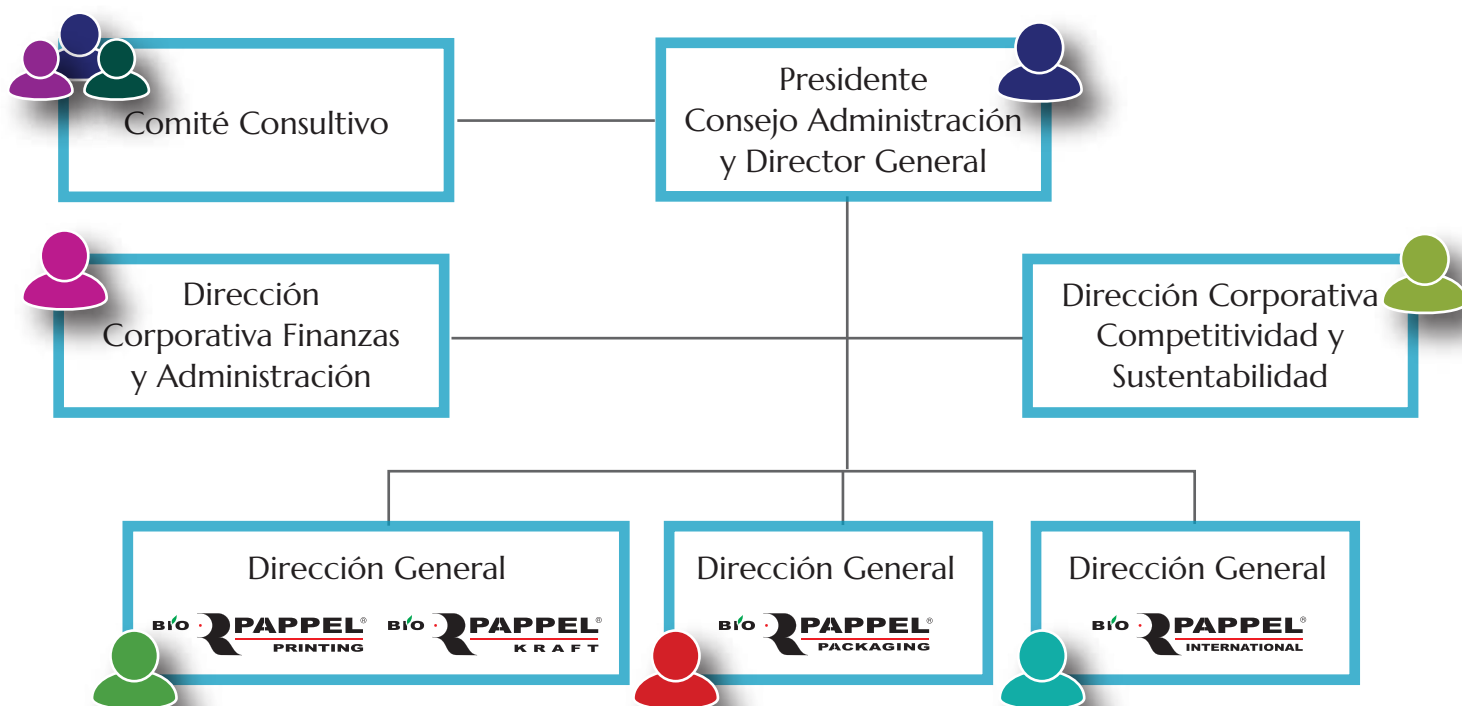 Comité Consultivo
Presidente
Consejo Administración
y Director General
Dirección
Corporativa Finanzas
y Administración
Dirección Corporativa
Competitividad y
Sustentabilidad
Dirección General
BIO PAPPEL®
PRINTING
BIO PAPPEL®
KRAFT
Dirección General
BIO PAPPEL®
PACKAGING
Dirección General
BIO PAPPEL®
INTERNATIONAL